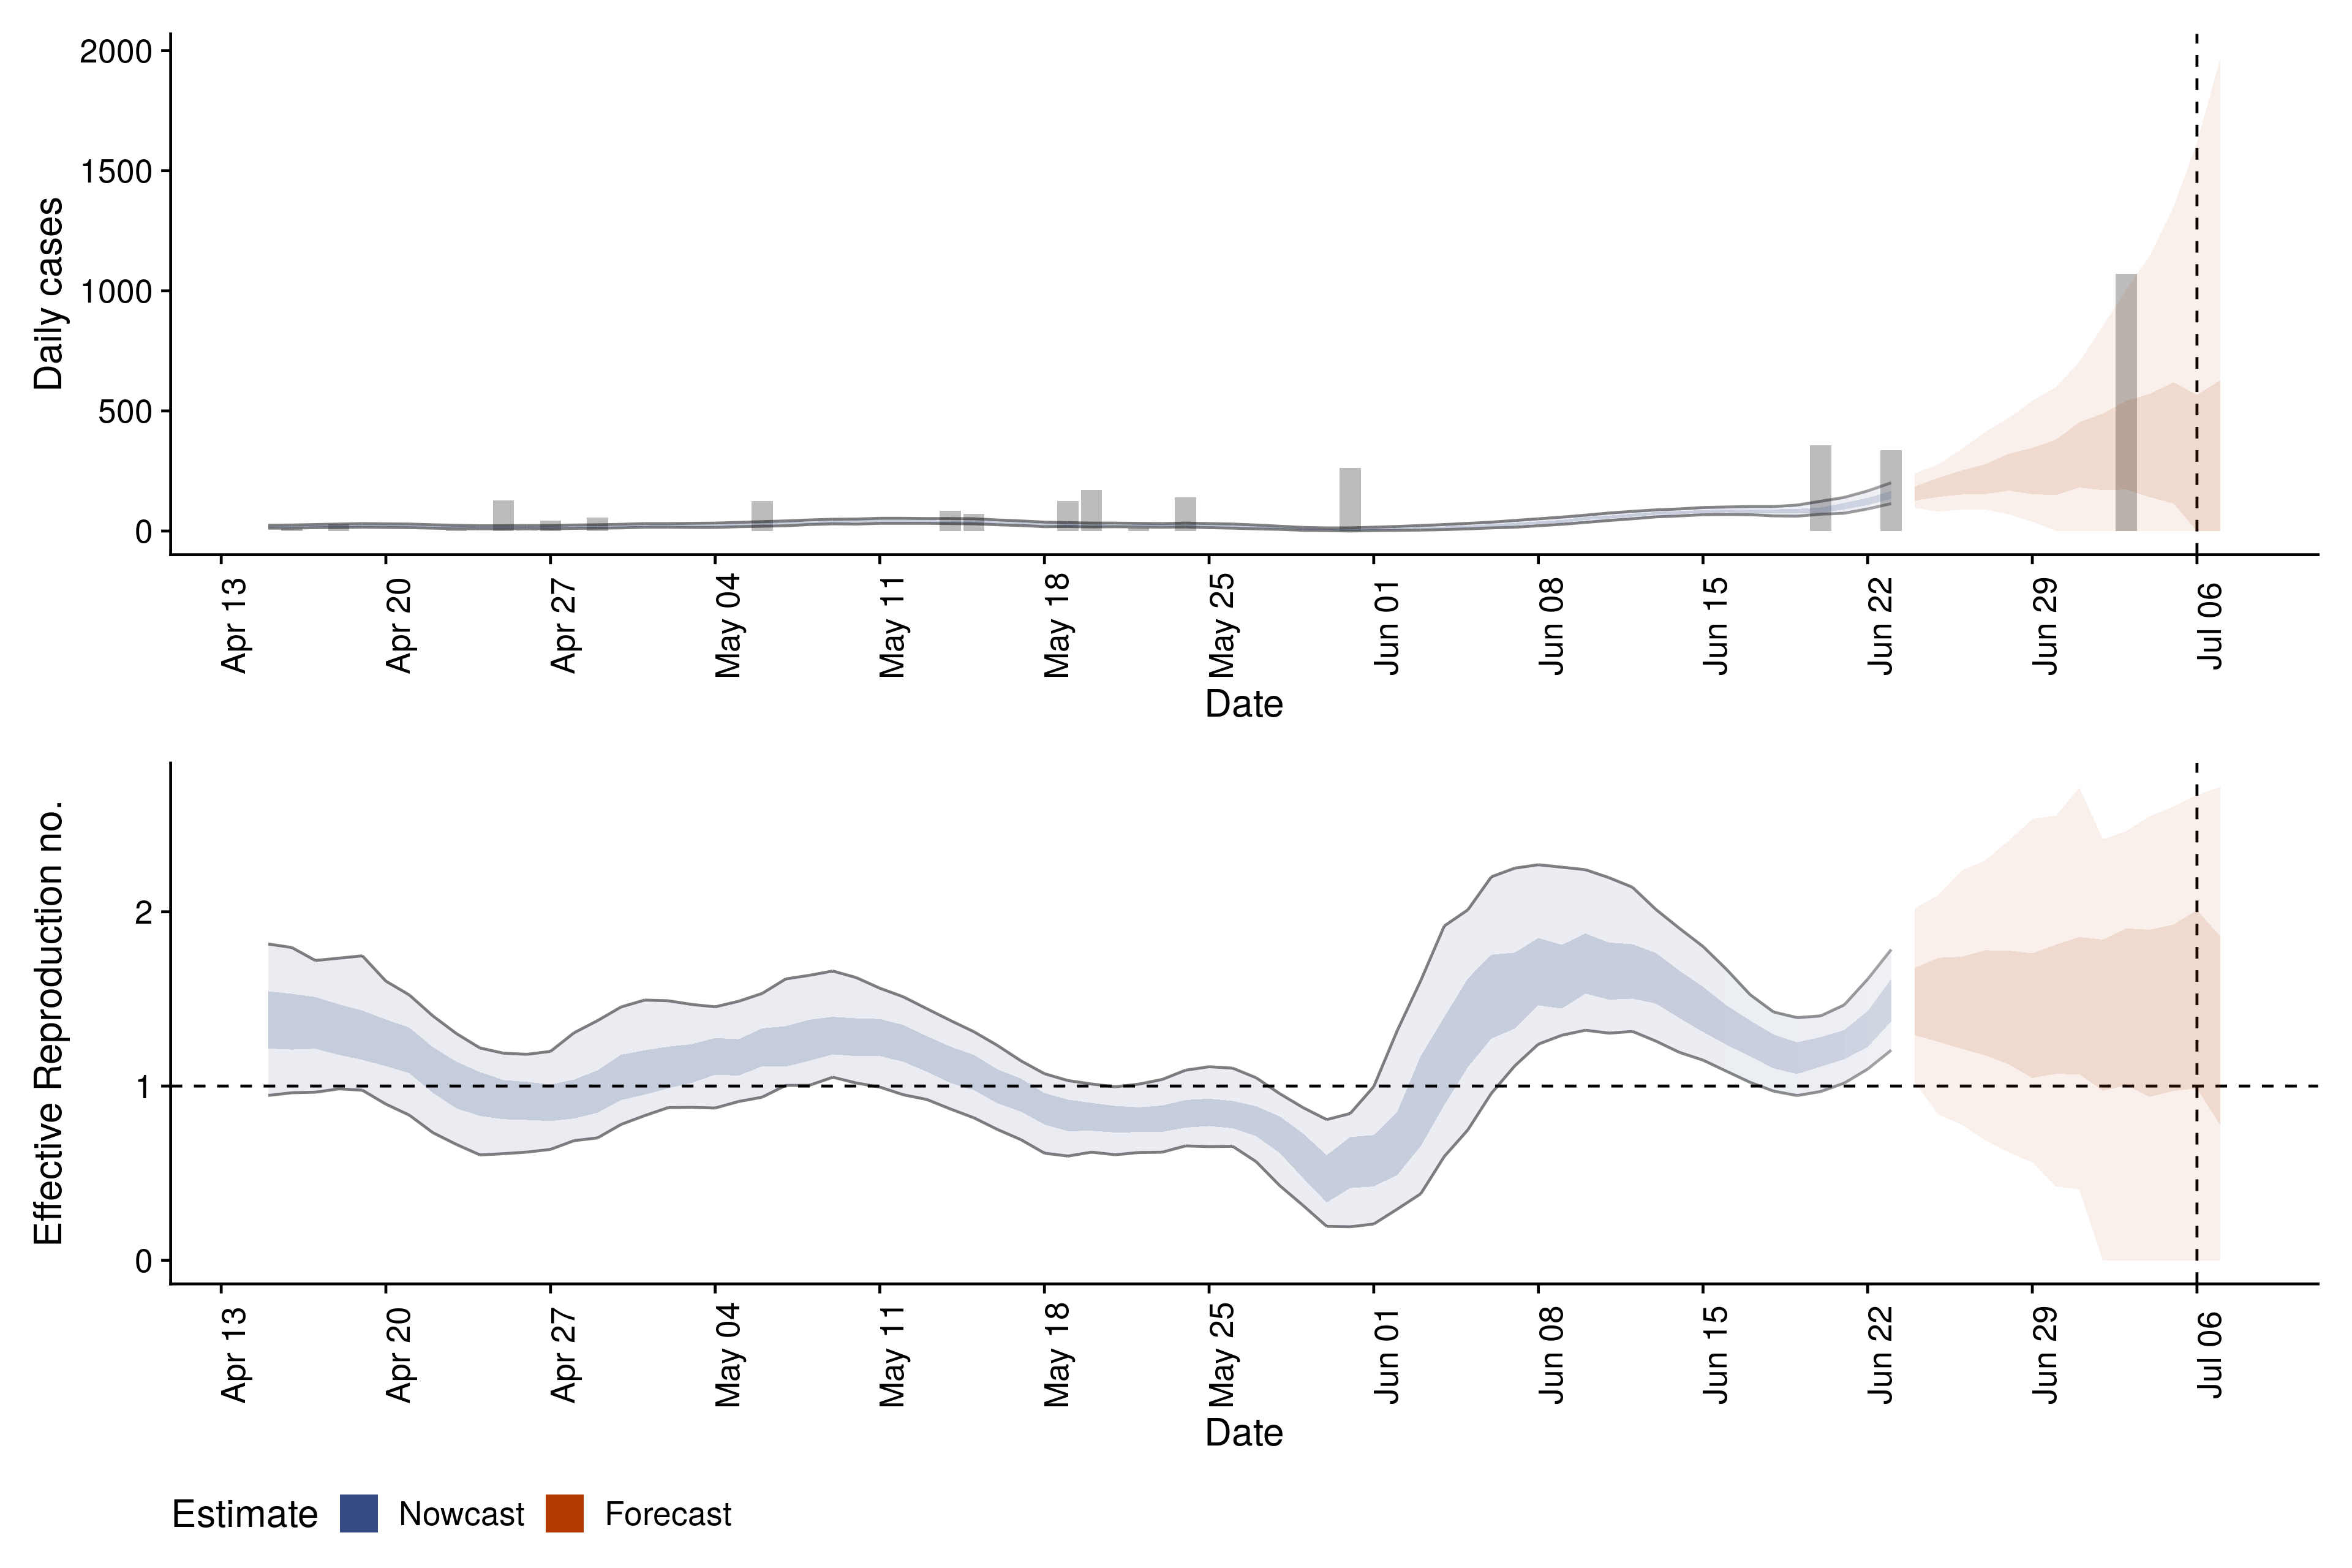 Daily cases
2000
1500
1000
500
0
Apr 13
Apr 20
Apr 27
May 04
May 11
May 18
May 25
Jun 01
Jun 08
Jun 15
Jun 22
Jun 29
Jul 06
Date
Effective Reproduction no.
2
1
0
Apr 13
Apr 20
Apr 27
May 04
May 11
May 18
May 25
Jun 01
Jun 08
Jun 15
Jun 22
Jun 29
Jul 06
Date
Estimate Nowcast Forecast